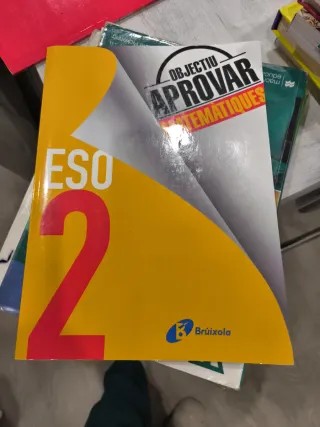 OBJECTIU
APROVAR
MATEMÀTIQUES
ESO
2
Brúixola